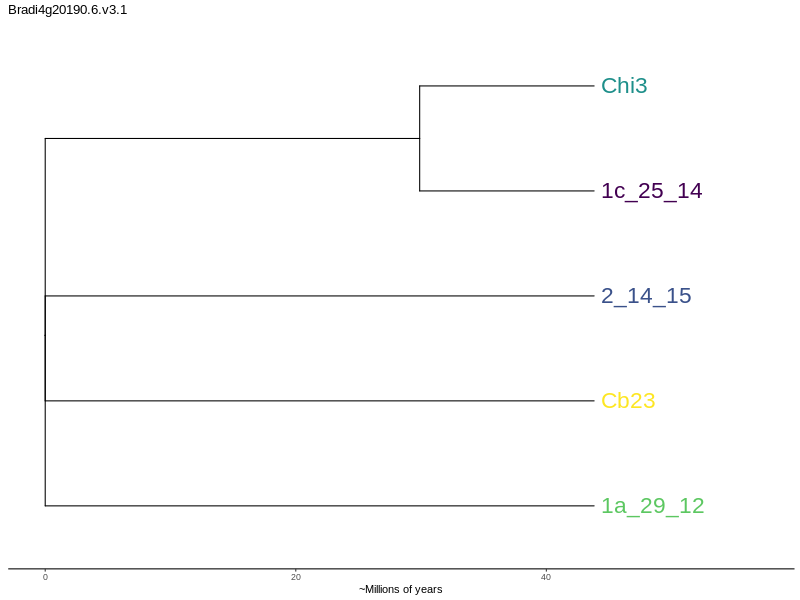 Bradi4g20190.6.v3.1
Chi3
1c_25_14
2_14_15
Cb23
1a_29_12
0 20 40
~Millions of years